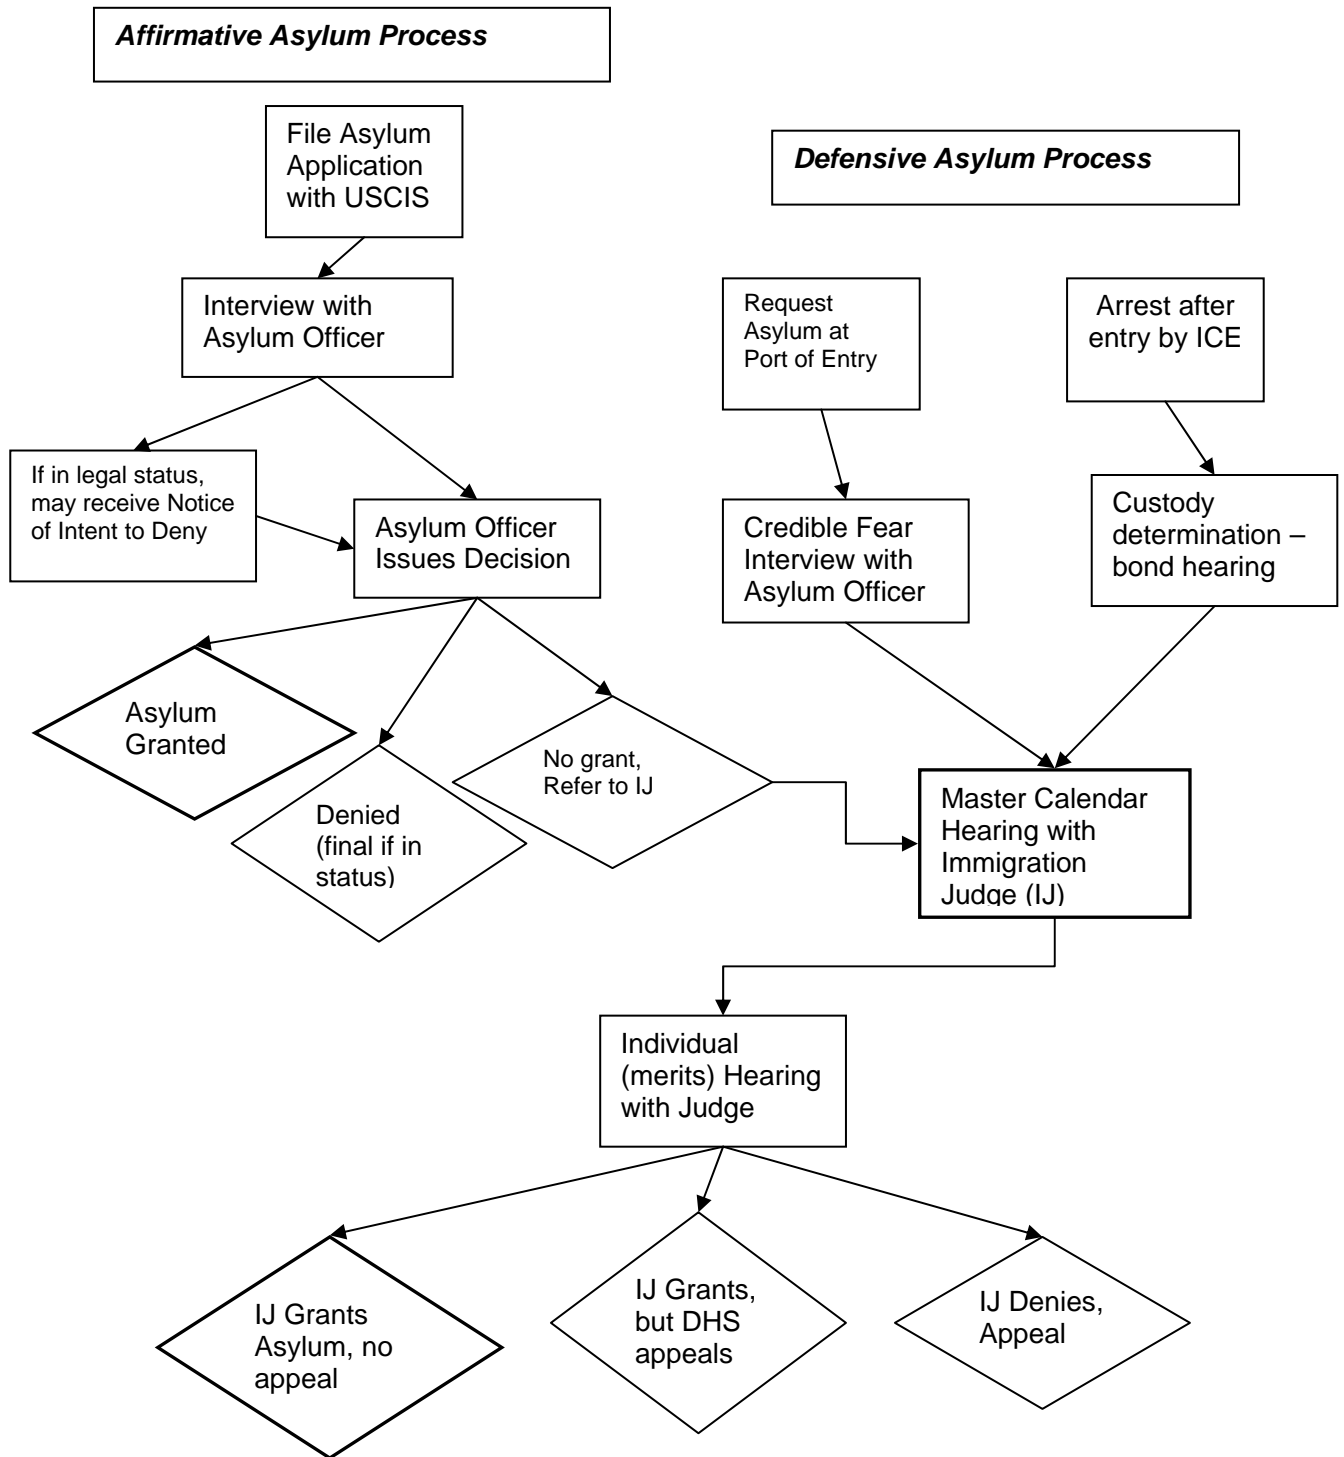 Affirmative Asylum Process
File Asylum
Application
with USCIS
Defensive Asylum Process
Interview with
Asylum Officer
Request
Asylum at
Port of Entry
Arrest after
entry by ICE
If in legal status,
may receive Notice
of Intent to Deny
Asylum Officer
Issues Decision
Credible Fear
Interview with
Asylum Officer
Custody
determination –
bond hearing
Asylum
Granted
Denied
(final if in
status)
No grant,
Refer to IJ
Master Calendar
Hearing with
Immigration
Judge (IJ)
Individual
(merits) Hearing
with Judge
IJ Grants
Asylum, no
appeal
IJ Grants,
but DHS
appeals
IJ Denies,
Appeal